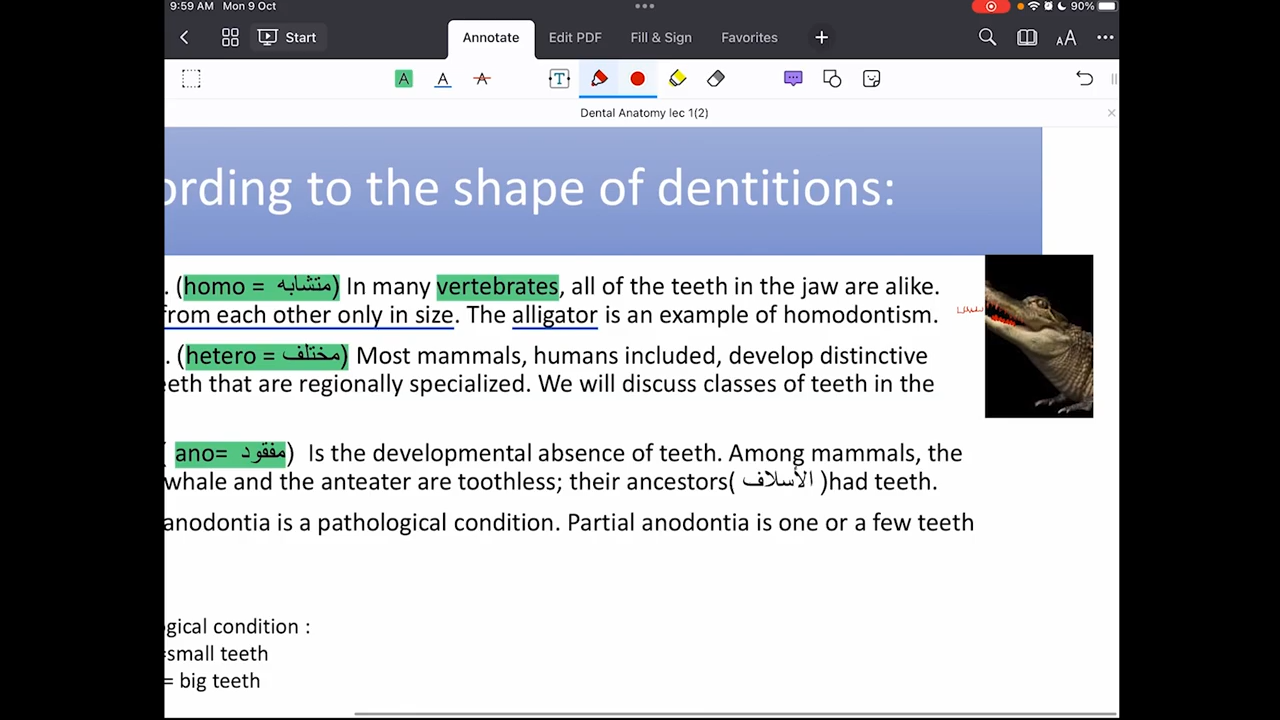 9:59 AM Mon 9 Oct 90%
Start Annotate Edit PDF Fill & Sign Favorites
Dental Anatomy lec 1(2)
ording to the shape of dentitions:
. (homo = متشابه) In many vertebrates, all of the teeth in the jaw are alike.
from each other only in size. The alligator is an example of homodontism.
. (hetero = مختلف) Most mammals, humans included, develop distinctive
eeth that are regionally specialized. We will discuss classes of teeth in the
( ano= مفقود) Is the developmental absence of teeth. Among mammals, the
whale and the anteater are toothless; their ancestors( الأسلاف )had teeth.
anodontia is a pathological condition. Partial anodontia is one or a few teeth
gical condition :
=small teeth
= big teeth